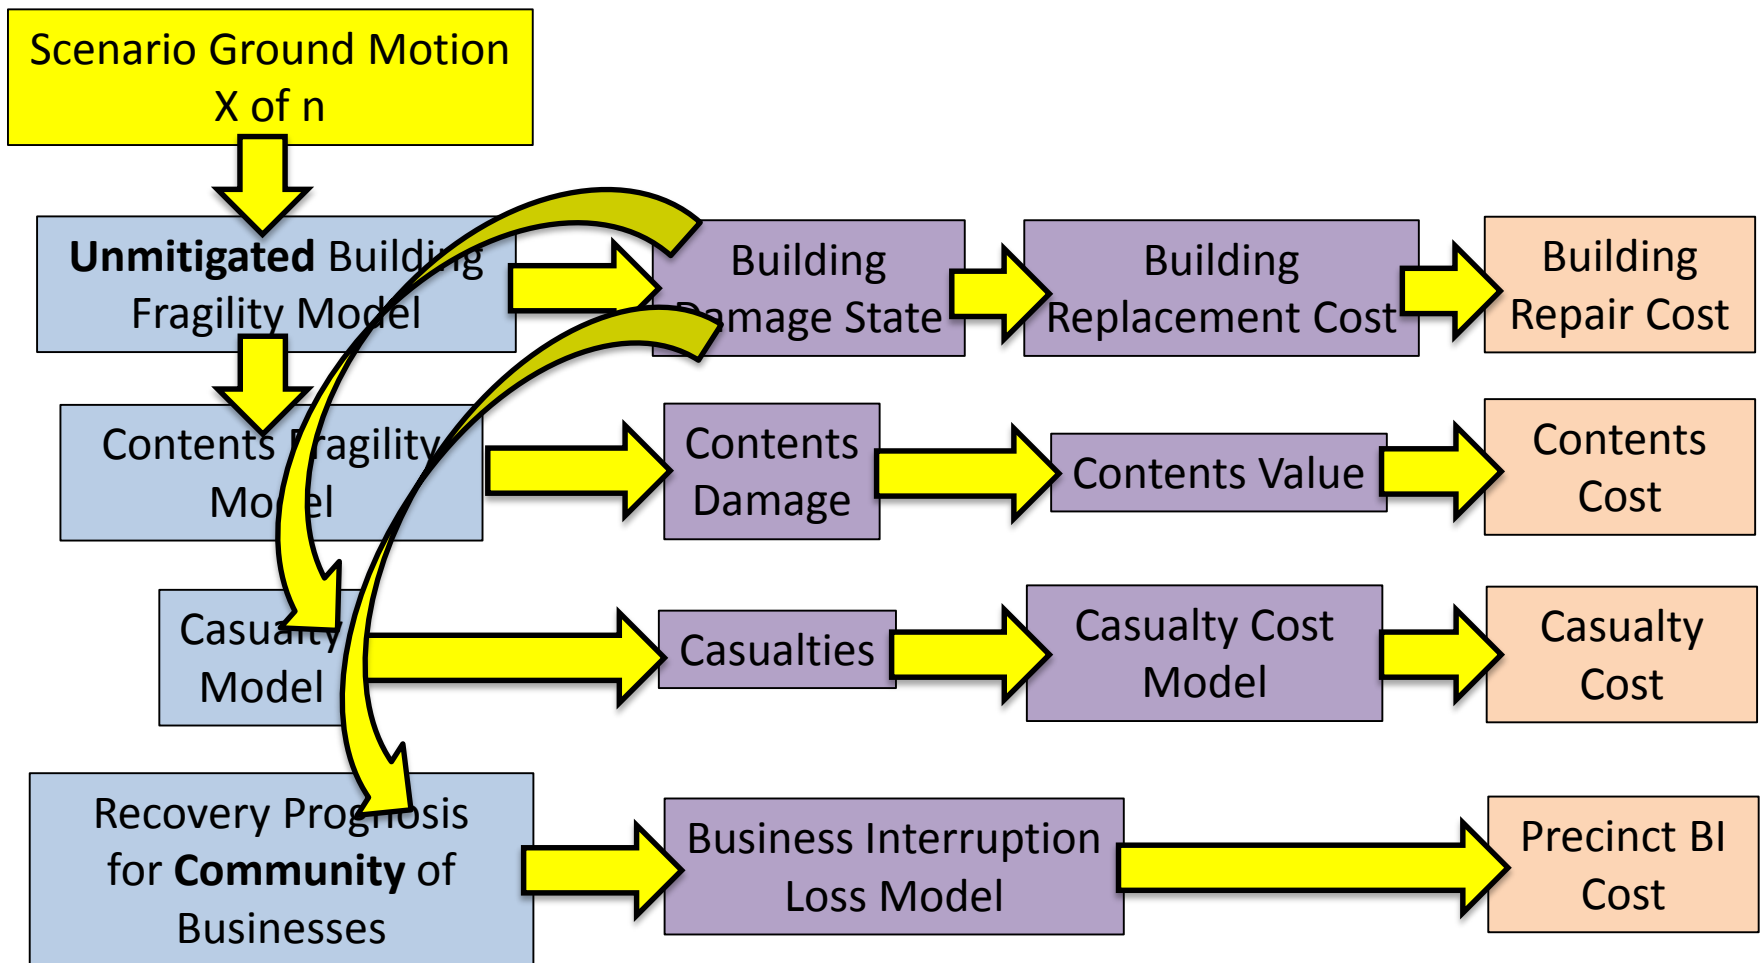 Scenario Ground Motion
X of n
Unmitigated Building
Fragility Model
Building
Damage State
Building
Replacement Cost
Building
Repair Cost
Contents Fragility
Model
Contents
Damage
Contents Value
Contents
Cost
Casualty
Model
Casualties
Casualty Cost
Model
Casualty
Cost
Recovery Prognosis
for Community of
Businesses
Business Interruption
Loss Model
Precinct BI
Cost